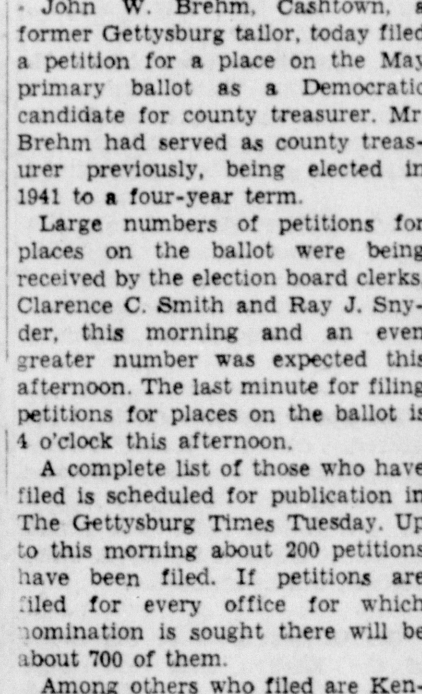 John W. Brehm, Cashtown, a
former Gettysburg tailor, today filed
a petition for a place on the May
primary ballot as a Democratic
candidate for county treasurer. Mr
Brehm had served as county treas-
urer previously, being elected in
1941 to a four-year term.
Large numbers of petitions for
places on the ballot were being
received by the election board clerks
Clarence C. Smith and Ray J. Sny-
der, this morning and an even
greater number was expected this
afternoon. The last minute for filing
petitions for places on the ballot is
4 o'clock this afternoon.
A complete list of those who have
filed is scheduled for publication in
The Gettysburg Times Tuesday. Up
to this morning about 200 petitions
have been filed. If petitions are
filed for every office for which
nomination is sought there will be
about 700 of them.
Among others who filed are Ken-